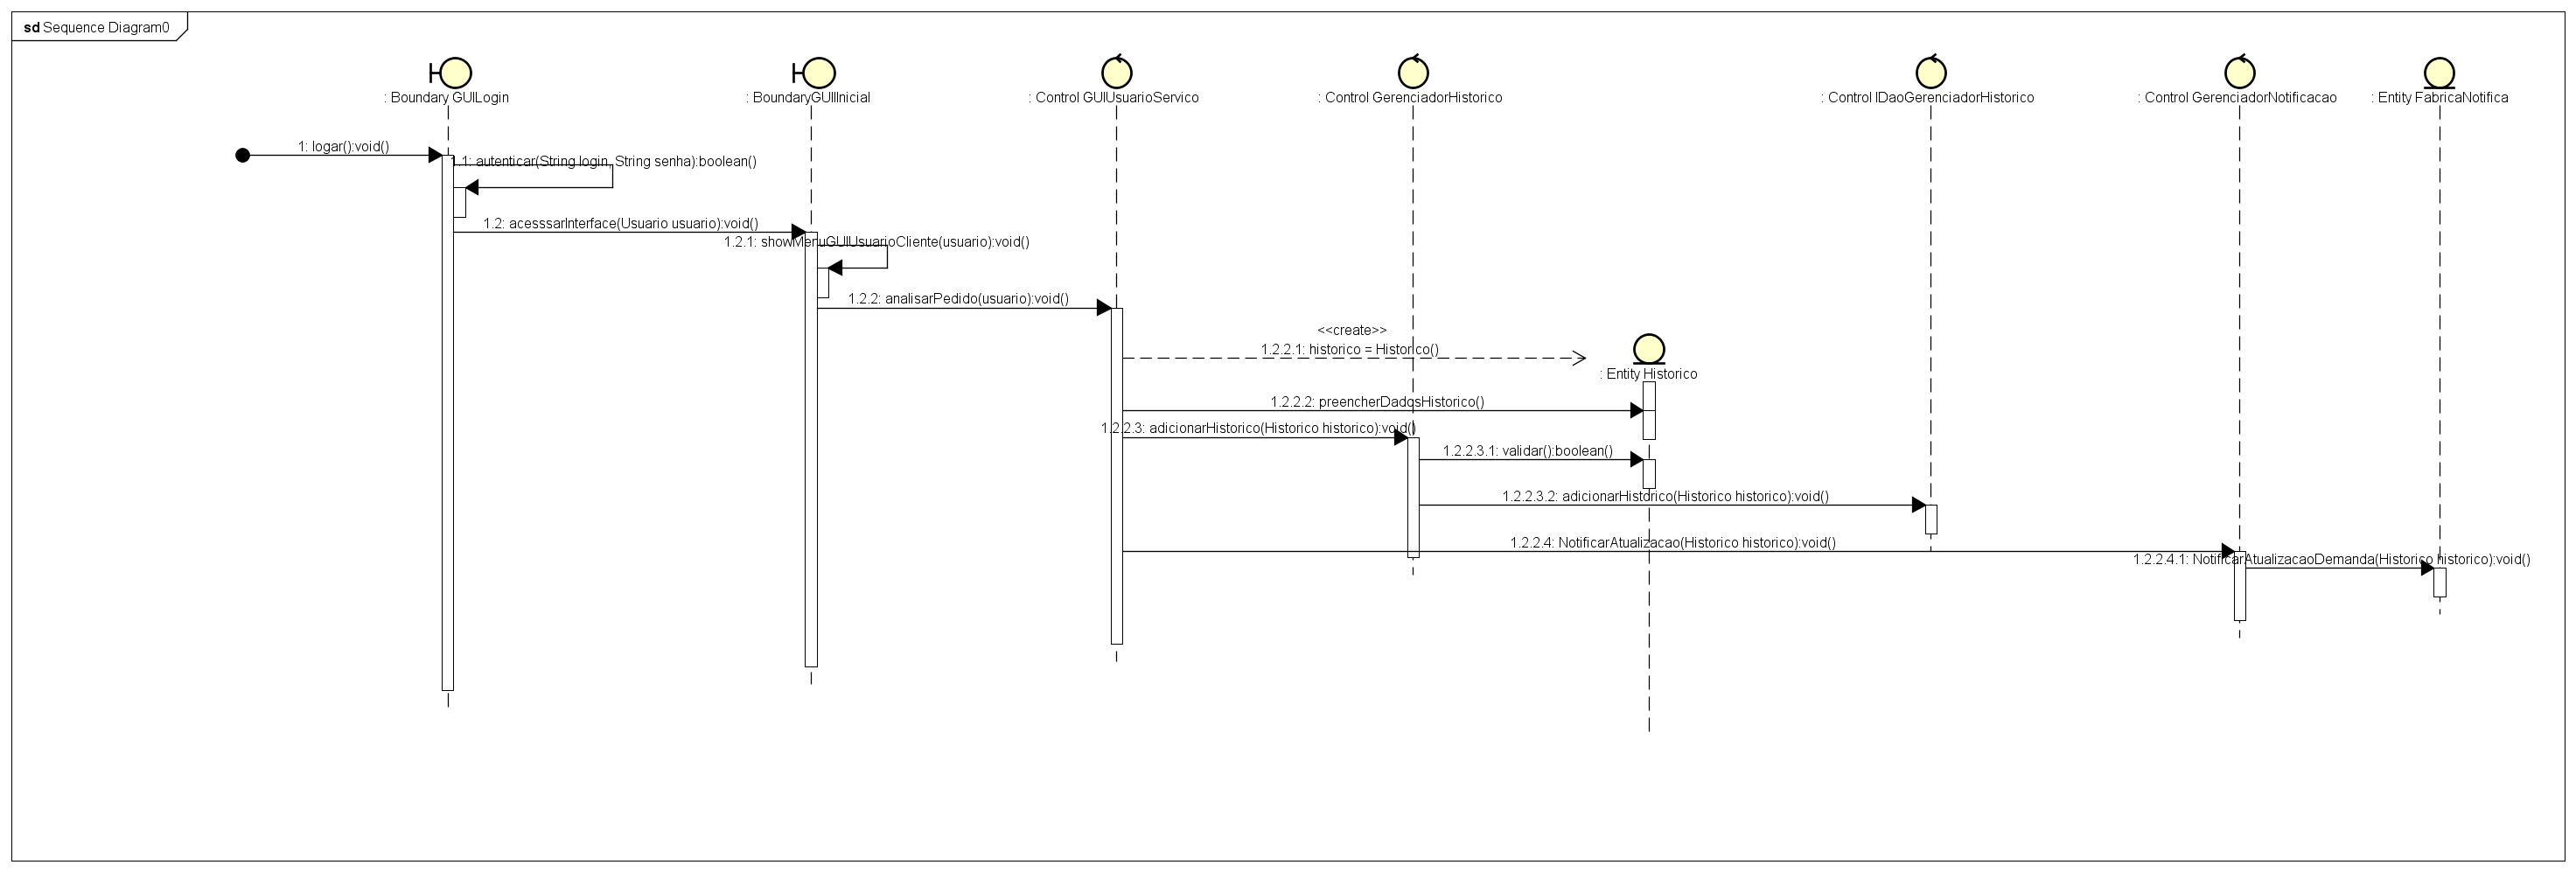 sd Sequence Diagram0
: Boundary GUILogin
: BoundaryGUIInicial
: Control GUIUsuarioServico
: Control GerenciadorHistorico
: Control IDaoGerenciadorHistorico
: Control GerenciadorNotificacao
: Entity FabricaNotifica
1: logar():void()
1.1: autenticar(String login, String senha):boolean()
1.2: acesssarInterface(Usuario usuario):void()
1.2.1: showMenuGUIUsuarioCliente(usuario):void()
1.2.2: analisarPedido(usuario):void()
<<create>>
1.2.2.1: historico = Historico()
: Entity Historico
1.2.2.2: preencherDadosHistorico()
1.2.2.3: adicionarHistorico(Historico historico):void()
1.2.2.3.1: validar():boolean()
1.2.2.3.2: adicionarHistorico(Historico historico):void()
1.2.2.4: NotificarAtualizacao(Historico historico):void()
1.2.2.4.1: NotificarAtualizacaoDemanda(Historico historico):void()